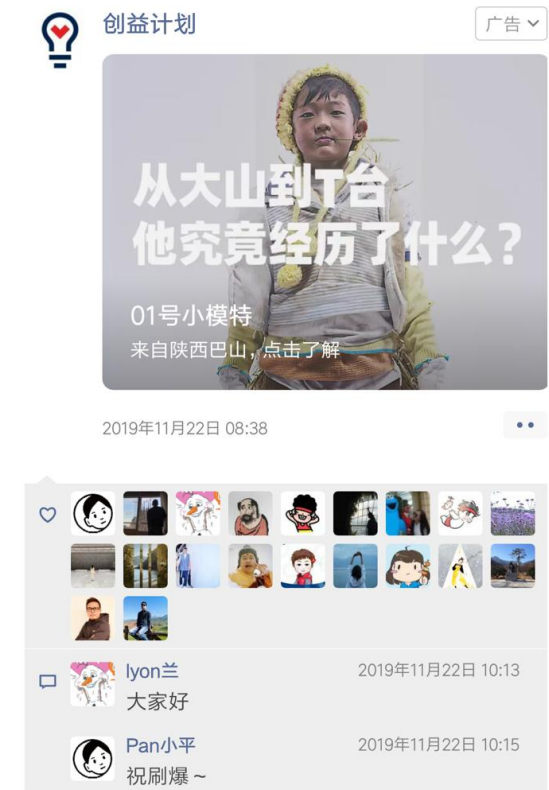 创益计划
广告
从大山到T台
他究竟经历了什么？
01号小模特
来自陕西巴山，点击了解
2019年11月22日 08:38
lyon兰
2019年11月22日 10:13
大家好
Pan小平
2019年11月22日 10:15
祝刷爆~